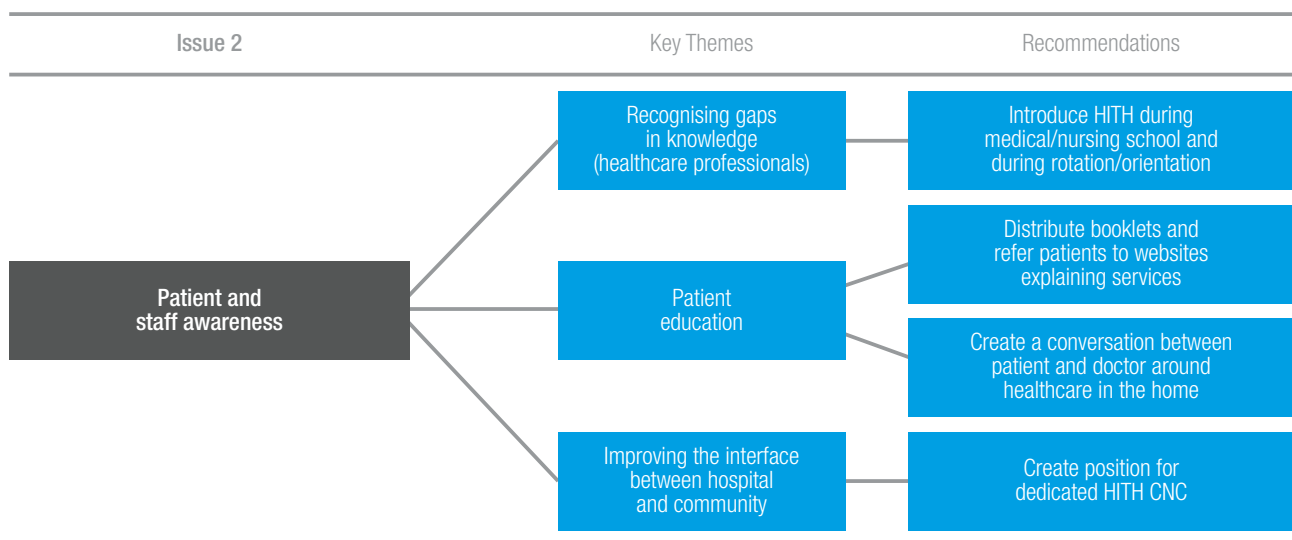 Issue 2
Key Themes
Recommendations
Patient and
staff awareness
Recognising gaps
in knowledge
(healthcare professionals)
Introduce HITH during
medical/nursing school and
during rotation/orientation
Patient
education
Distribute booklets and
refer patients to websites
explaining services
Create a conversation between
patient and doctor around
healthcare in the home
Improving the interface
between hospital
and community
Create position for
dedicated HITH CNC